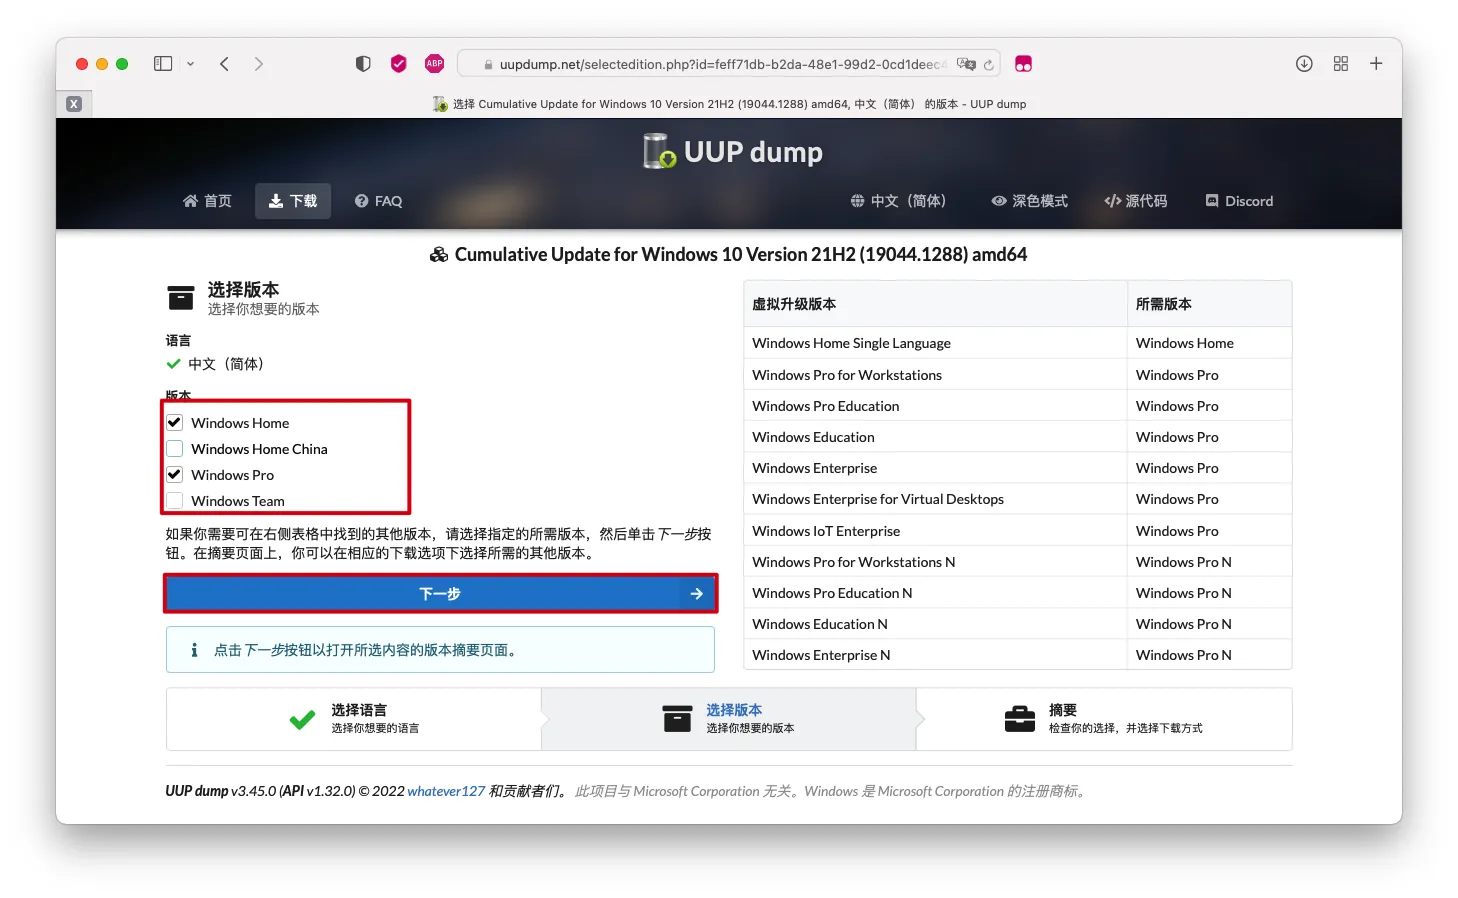 ABP
uupdump.net/selectedition.php?id=feff71db-b2da-48e1-99d2-0cd1deec4
X
选择 Cumulative Update for Windows 10 Version 21H2 (19044.1288) amd64, 中文（简体） 的版本 - UUP dump
UUP dump
首页
下载
FAQ
中文（简体）
深色模式
源代码
Discord
Cumulative Update for Windows 10 Version 21H2 (19044.1288) amd64
选择版本
选择你想要的版本
语言
中文（简体）
版本
Windows Home
Windows Home China
Windows Pro
Windows Team
如果你需要可在右侧表格中找到的其他版本，请选择指定的所需版本，然后单击下一步按
钮。在摘要页面上，你可以在相应的下载选项下选择所需的其他版本。
下一步
点击下一步按钮以打开所选内容的版本摘要页面。
虚拟升级版本 所需版本
Windows Home Single Language Windows Home
Windows Pro for Workstations Windows Pro
Windows Pro Education Windows Pro
Windows Education Windows Pro
Windows Enterprise Windows Pro
Windows Enterprise for Virtual Desktops Windows Pro
Windows IoT Enterprise Windows Pro
Windows Pro for Workstations N Windows Pro N
Windows Pro Education N Windows Pro N
Windows Education N Windows Pro N
Windows Enterprise N Windows Pro N
选择语言
选择你想要的语言
选择版本
选择你想要的版本
摘要
检查你的选择，并选择下载方式
UUP dump v3.45.0 (API v1.32.0) © 2022 whatever127 和贡献者们。 此项目与 Microsoft Corporation 无关。Windows 是 Microsoft Corporation 的注册商标。